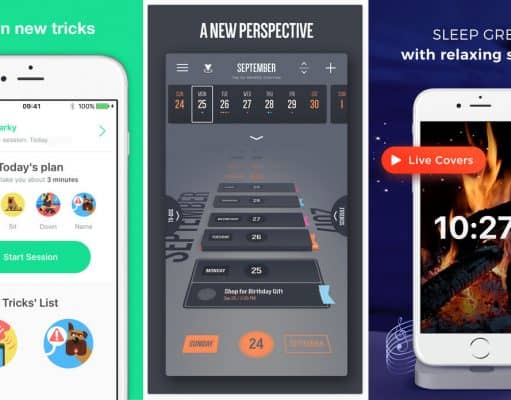 n new tricks
09:41
100%
arky
session: Today
Today's plan
ake you about 3 minutes
Sit
Down
Name
Start Session
Tricks' List
A NEW PERSPECTIVE
SEPTEMBER
SUN MON TUE WED THU FRI SAT SUN
24 25 26 27 28 29 30 1
SEPTEMBER
28
WEDNESDAY 27
TUESDAY 26
MONDAY 25
Shop for Birthday Gift
SUNDAY 24 SEPTEMBER
SLEEP GRE
with relaxing s
Live Covers
10:27